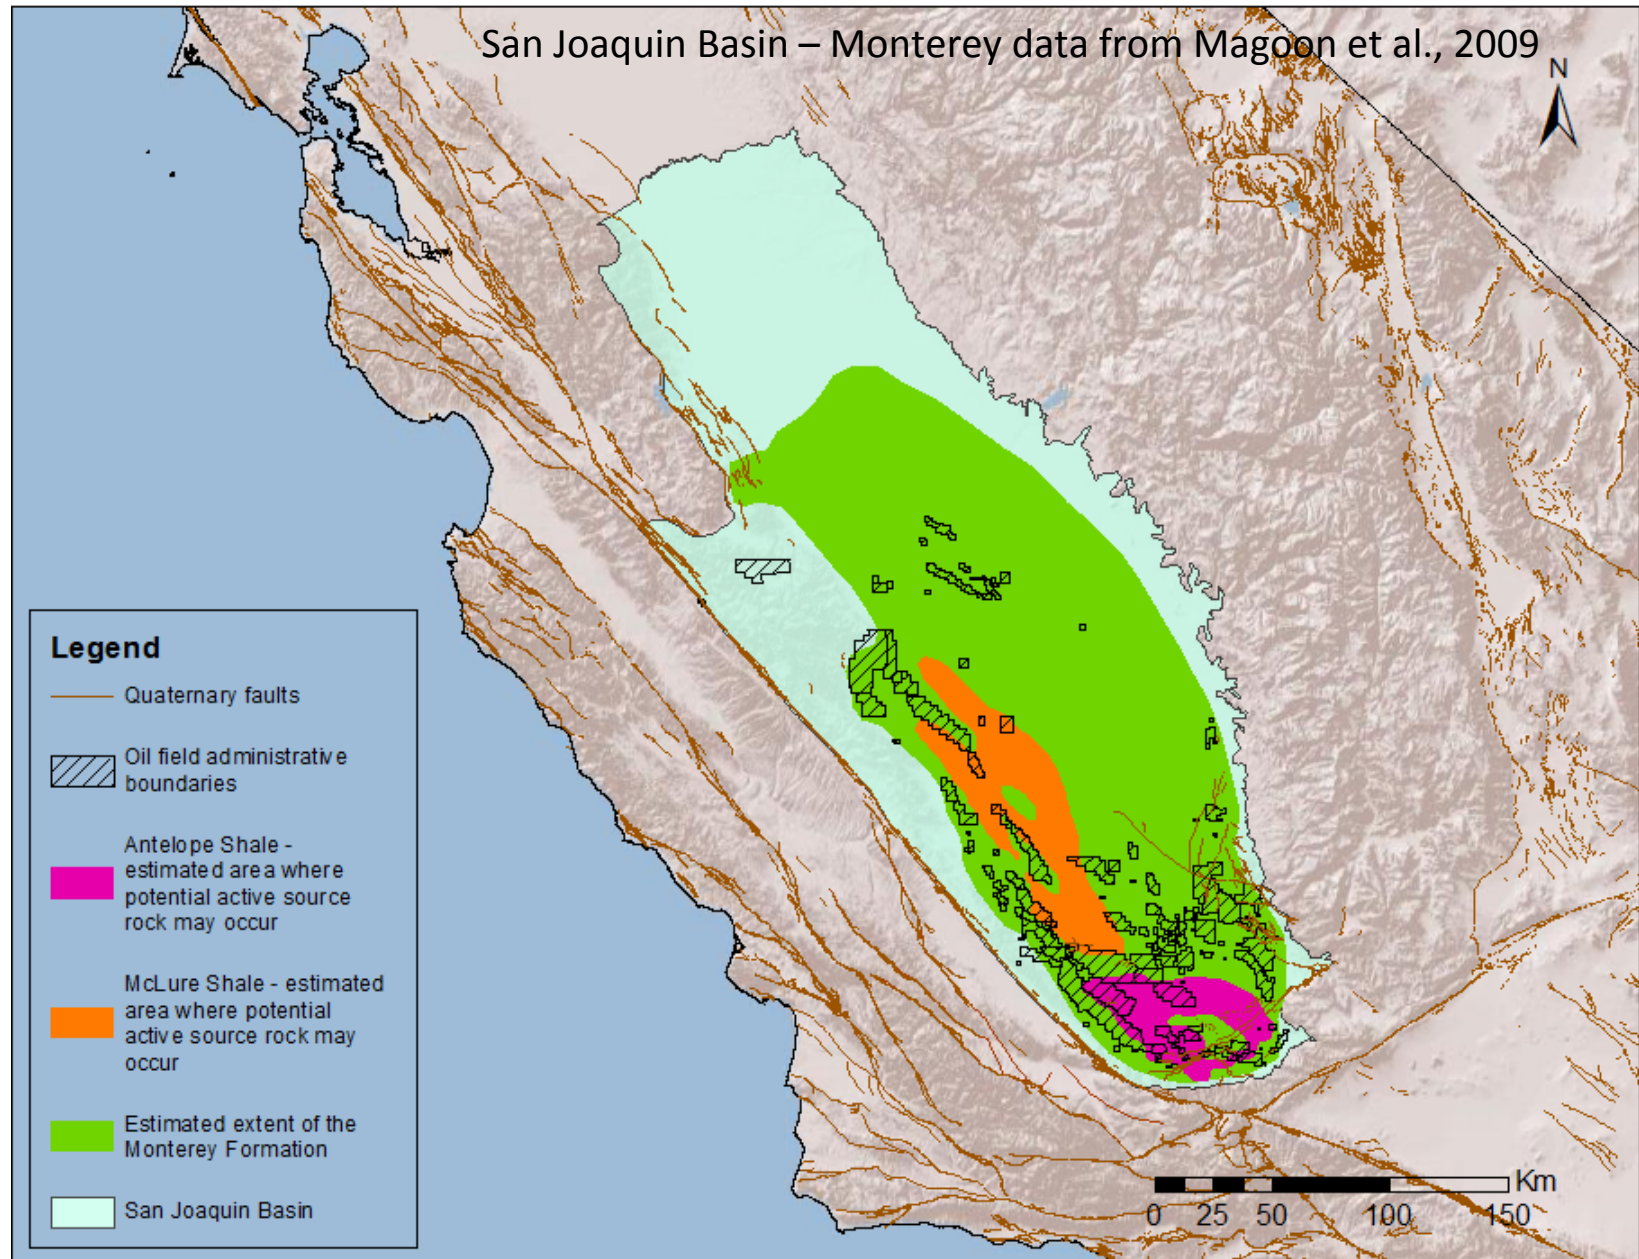 San Joaquin Basin – Monterey data from Magoon et al., 2009
N
Legend
Quaternary faults
Oil field administrative
boundaries
Antelope Shale -
estimated area where
potential active source
rock may occur
McLure Shale - estimated
area where potential
active source rock may
occur
Estimated extent of the
Monterey Formation
San Joaquin Basin
Km
0 25 50 100 150